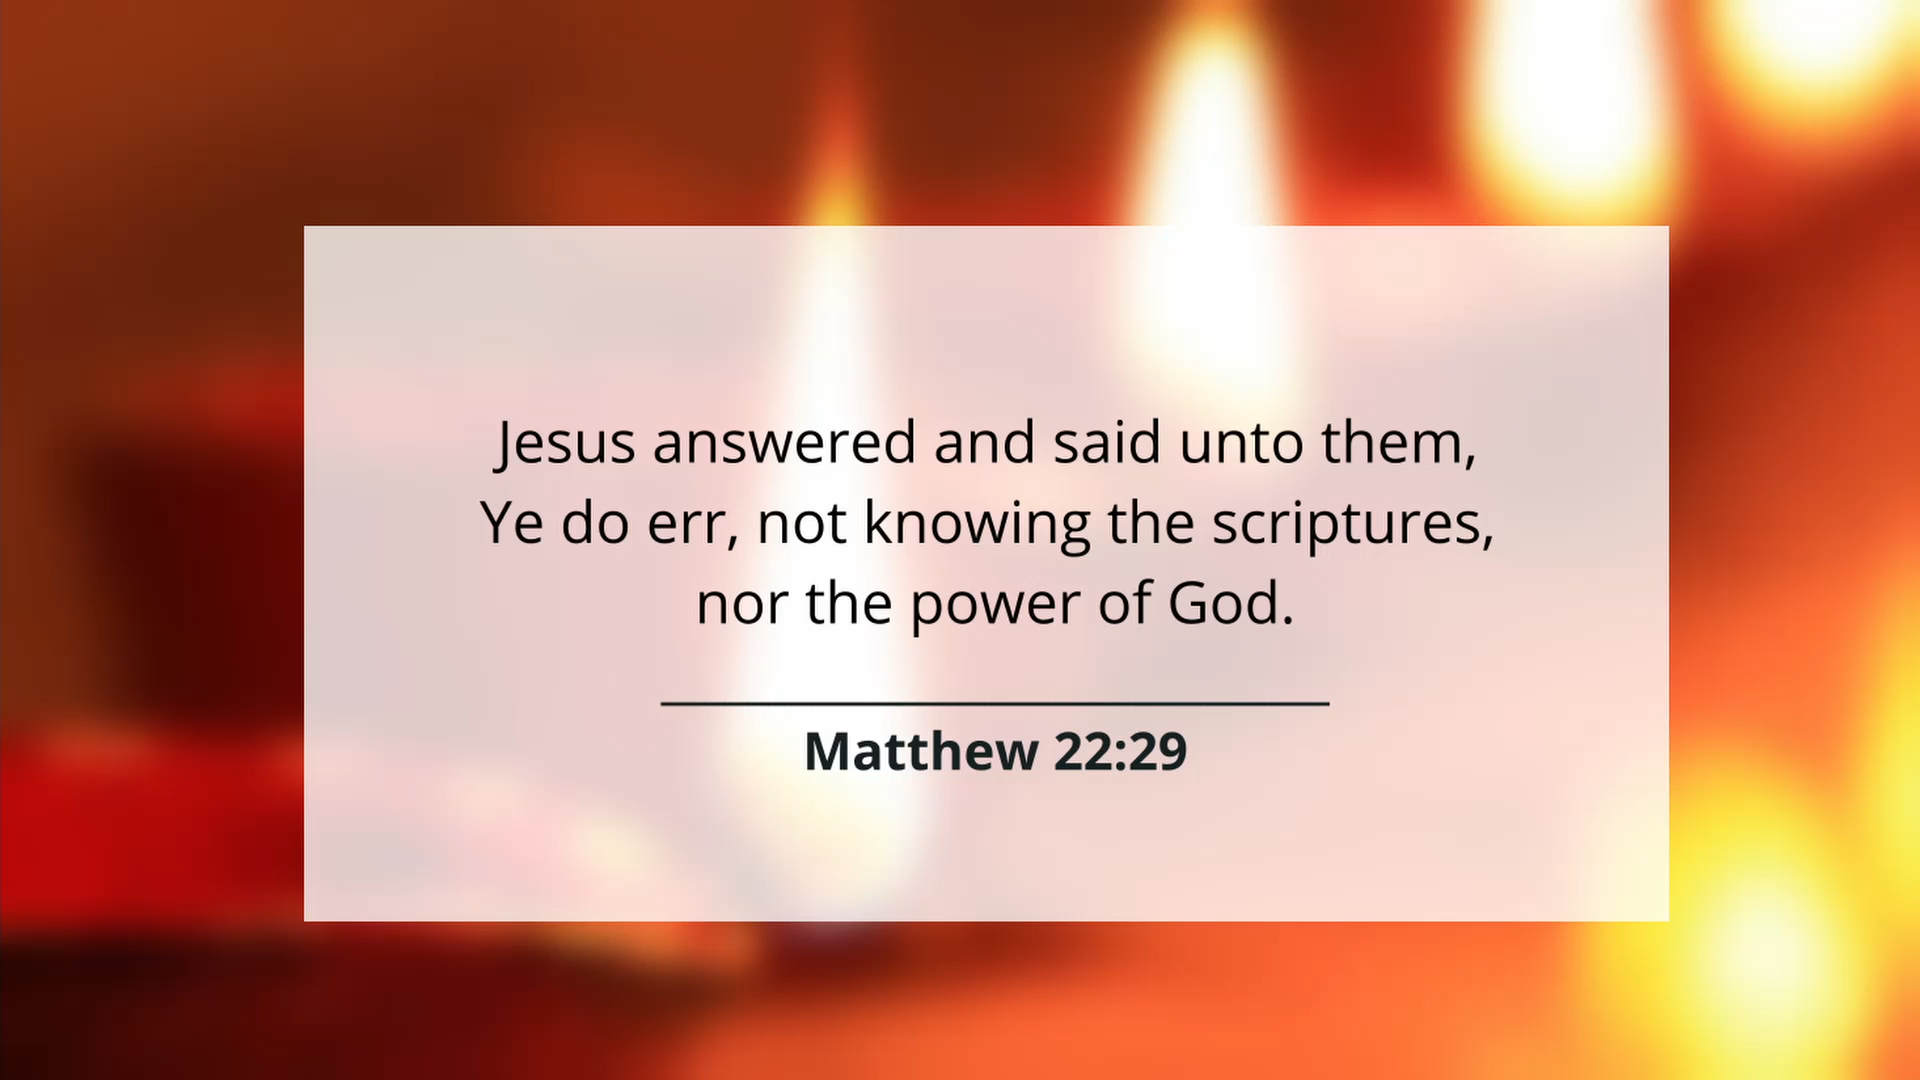 Jesus answered and said unto them,
Ye do err, not knowing the scriptures,
nor the power of God.
Matthew 22:29